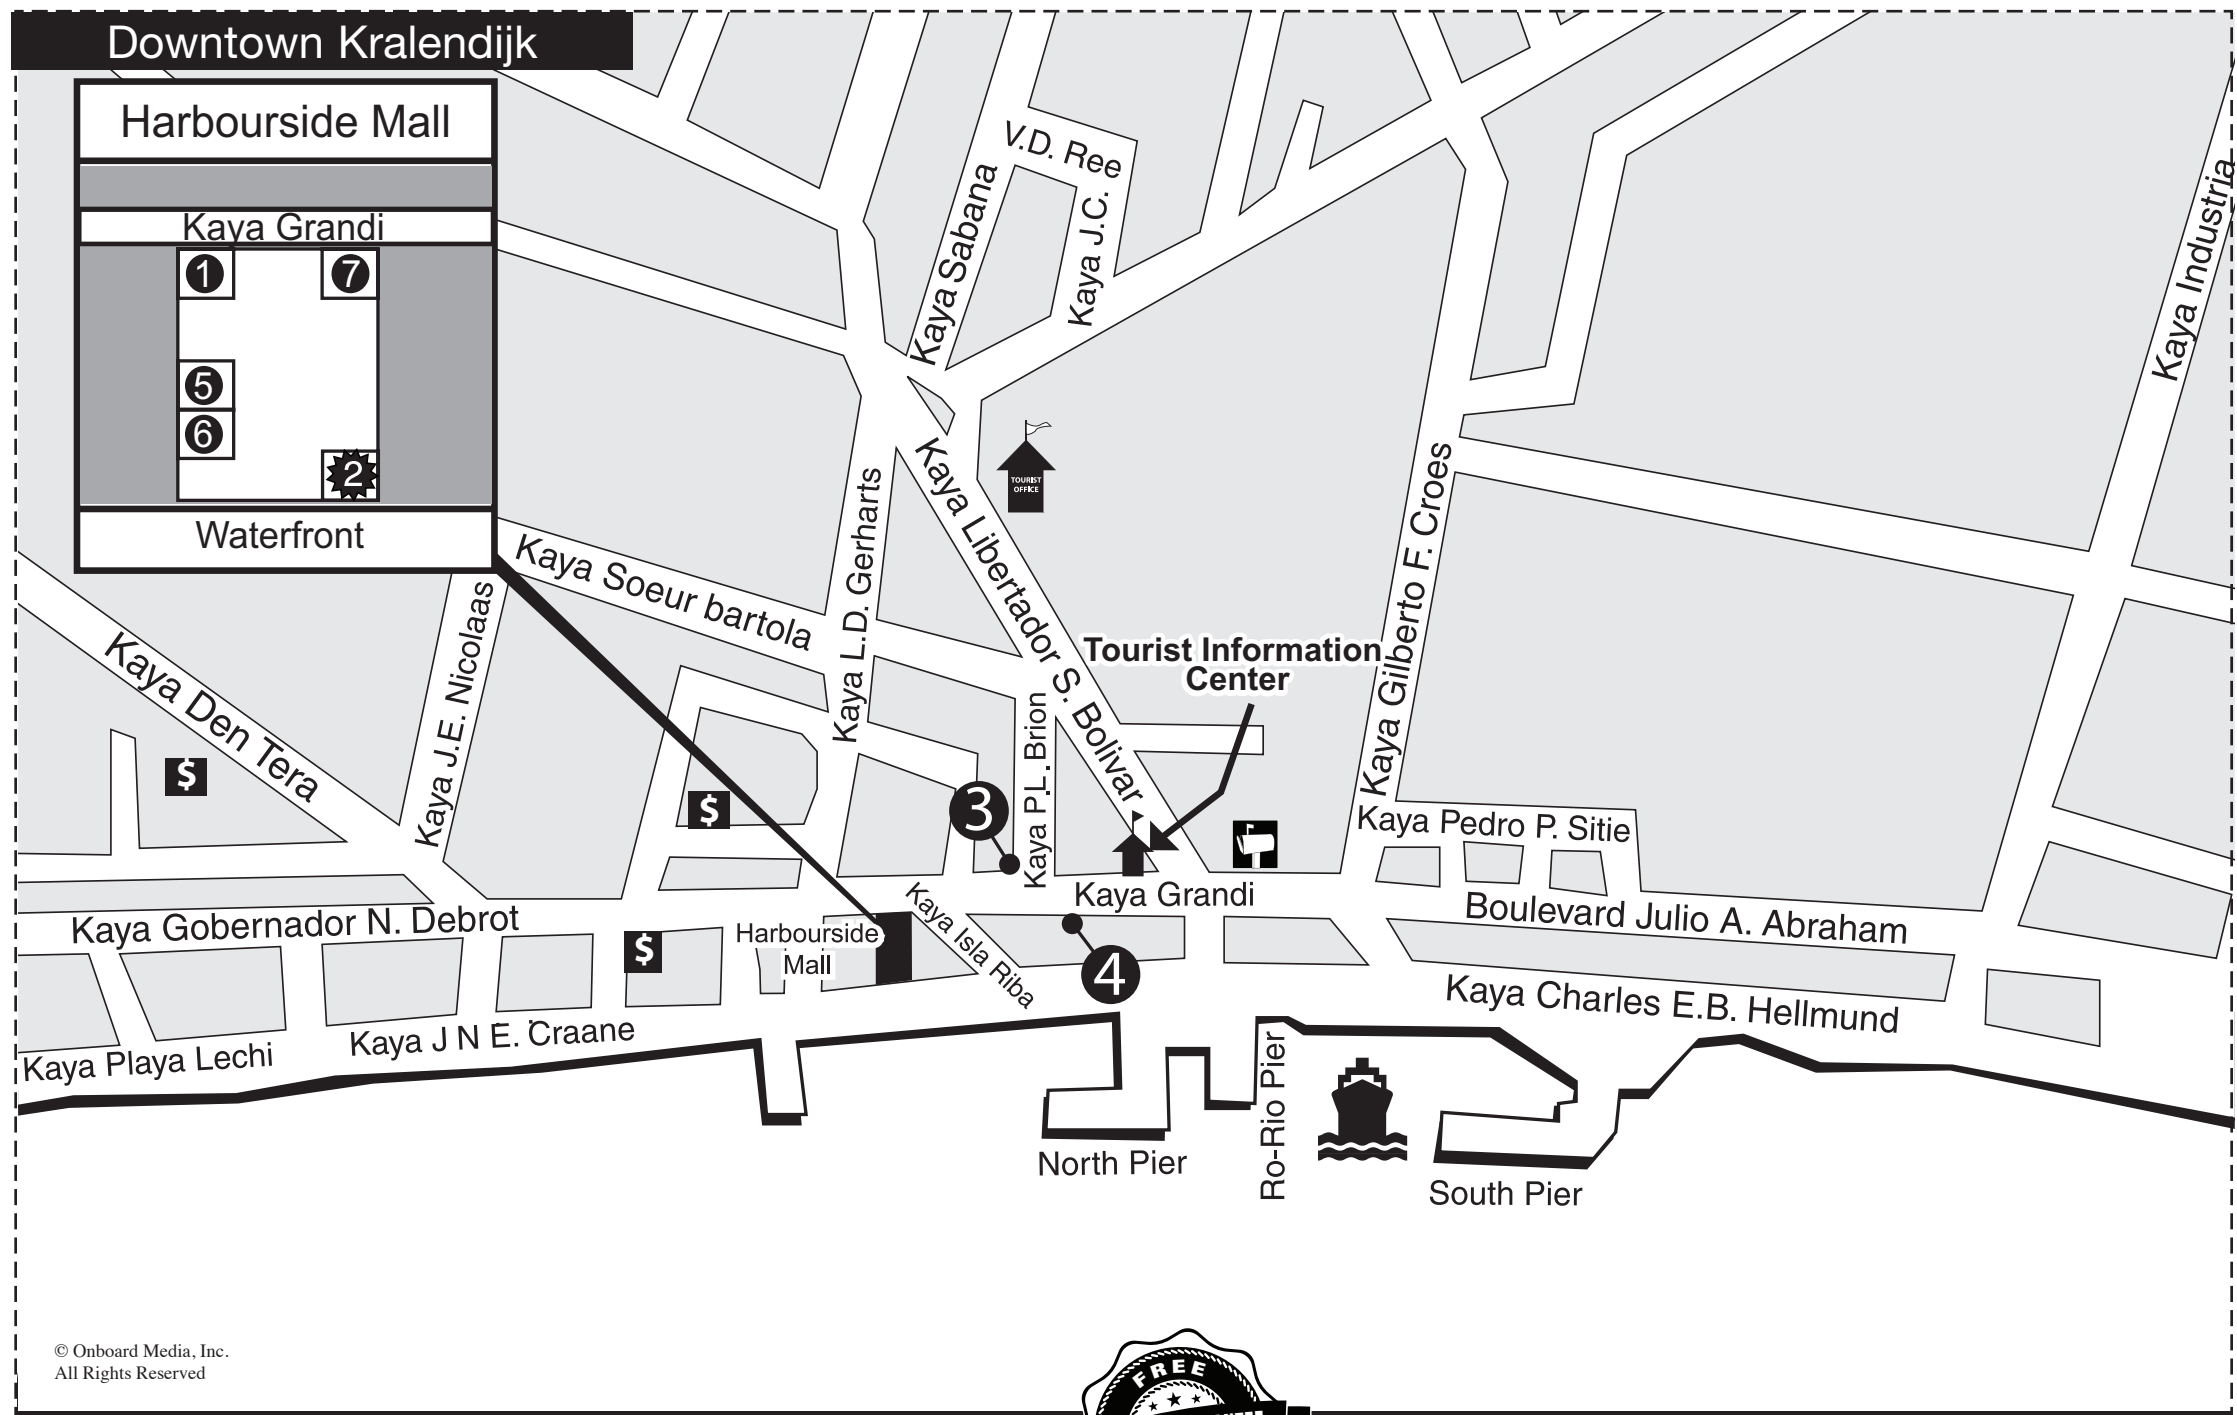 Downtown Kralendijk
Harbourside Mall
Kaya Grandi
1
7
5
6
2
Waterfront
V.D. Ree
Kaya Sabana
Kaya J.C.
Kaya Industria
TOURIST
OFFICE
Kaya Soeur bartola
Kaya L.D. Gerharts
Kaya Libertador S. Bolivar
Kaya Gilberto F. Croes
Kaya Den Tera
Kaya J.E. Nicolaas
Tourist Information
Center
$
$
3
Kaya P.L. Brion
Kaya Pedro P. Sitie
Kaya Grandi
Kaya Gobernador N. Debrot
$
Harbourside
Mall
Kaya Isla Riba
4
Boulevard Julio A. Abraham
Kaya Charles E.B. Hellmund
Kaya Playa Lechi
Kaya J N E. Craane
North Pier
Ro-Rio Pier
South Pier
© Onboard Media, Inc.
All Rights Reserved
FREE